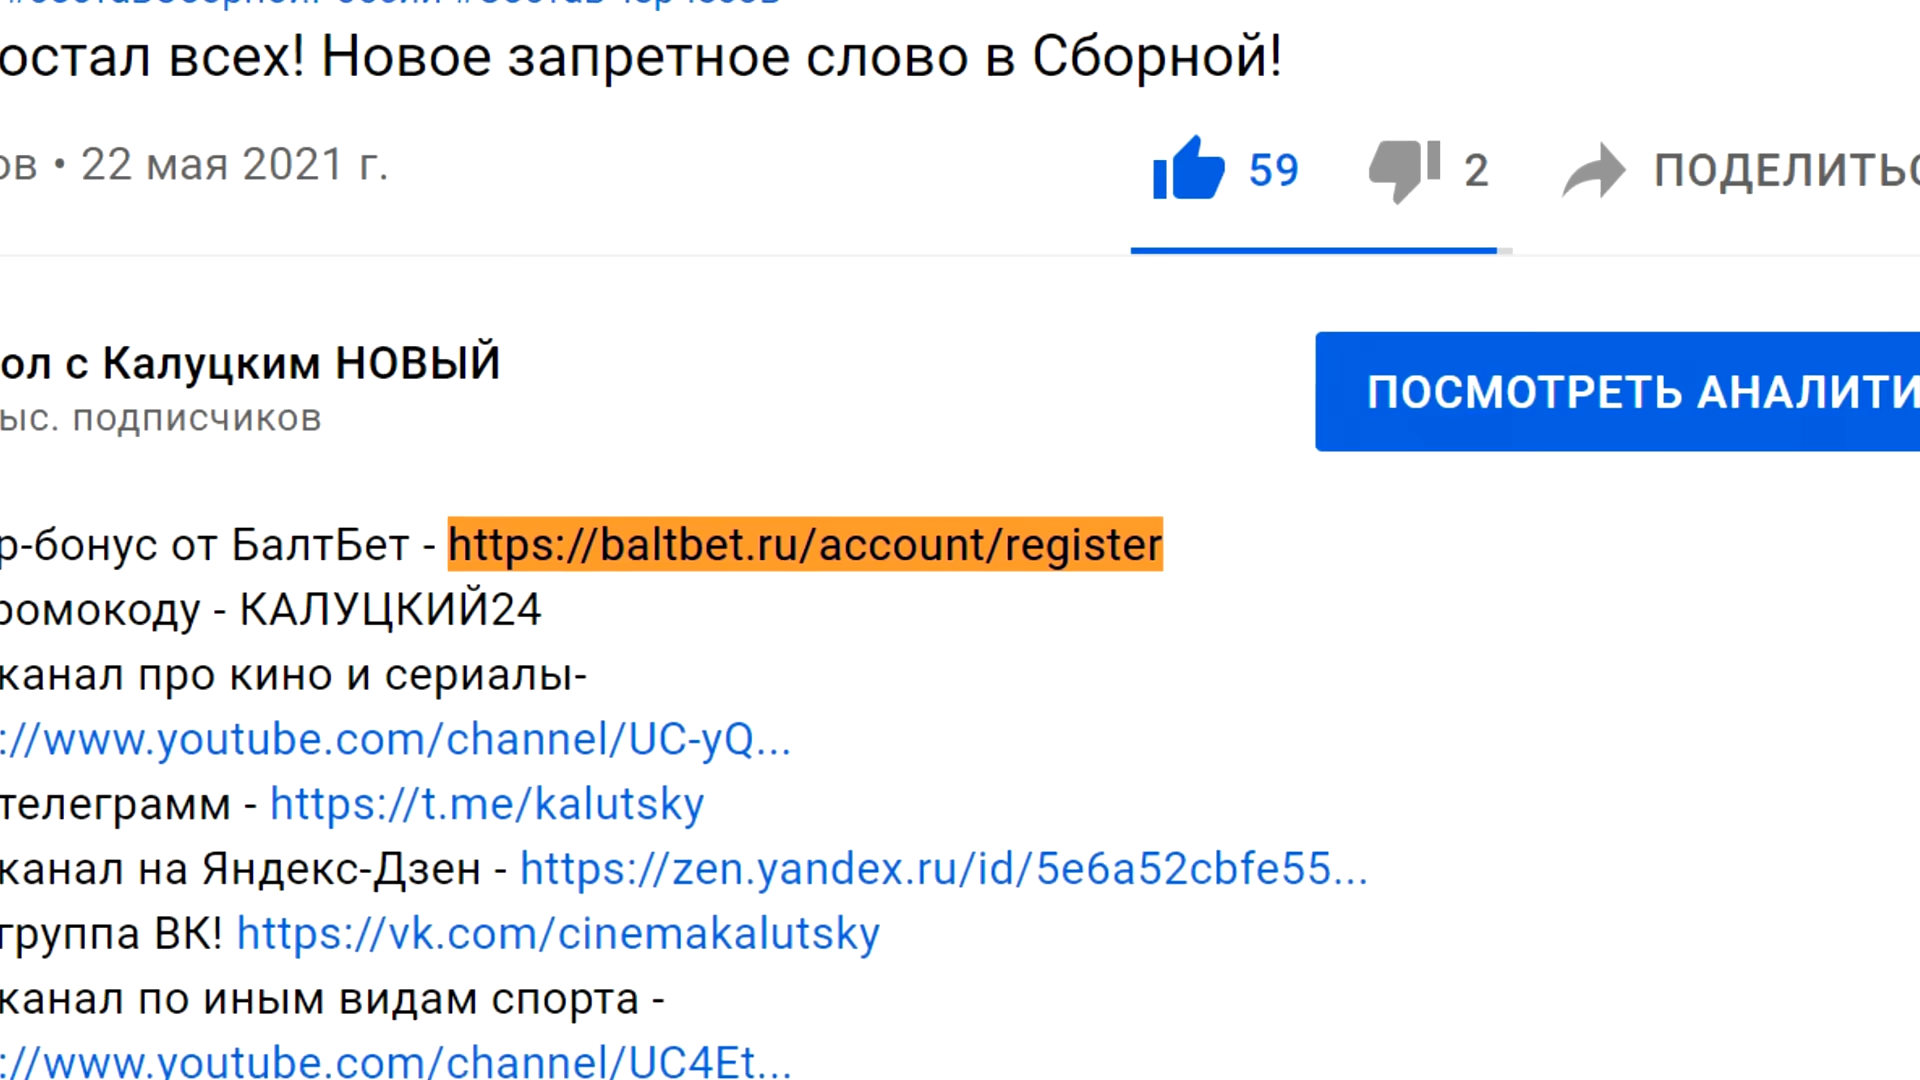 остал всех! Новое запретное слово в Сборной!
ов • 22 мая 2021 г.
59
2
ПОДЕЛИТЬС
ол с Калуцким НОВЫЙ
ыс. подписчиков
ПОСМОТРЕТЬ АНАЛИТИ
р-бонус от БалтБет - https://baltbet.ru/account/register
ромокоду - КАЛУЦКИЙ24
канал про кино и сериалы-
://www.youtube.com/channel/UC-yQ...
телеграмм - https://t.me/kalutsky
канал на Яндекс-Дзен - https://zen.yandex.ru/id/5e6a52cbfe55...
группа ВК! https://vk.com/cinemakalutsky
канал по иным видам спорта -
://www.youtube.com/channel/UC4Et...